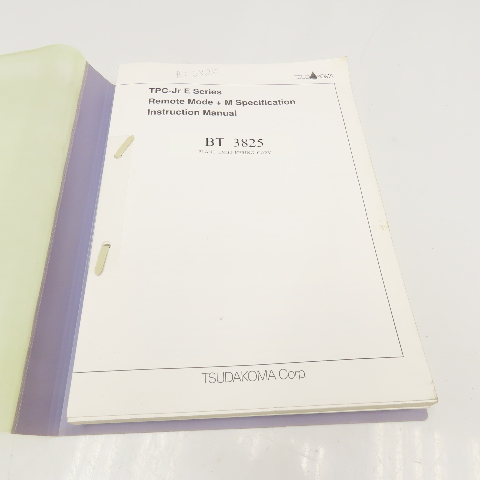 TPC-Jr E Series
Remote Mode + M Specification
Instruction Manual
BT 3825
TSUDAKOMA Corp